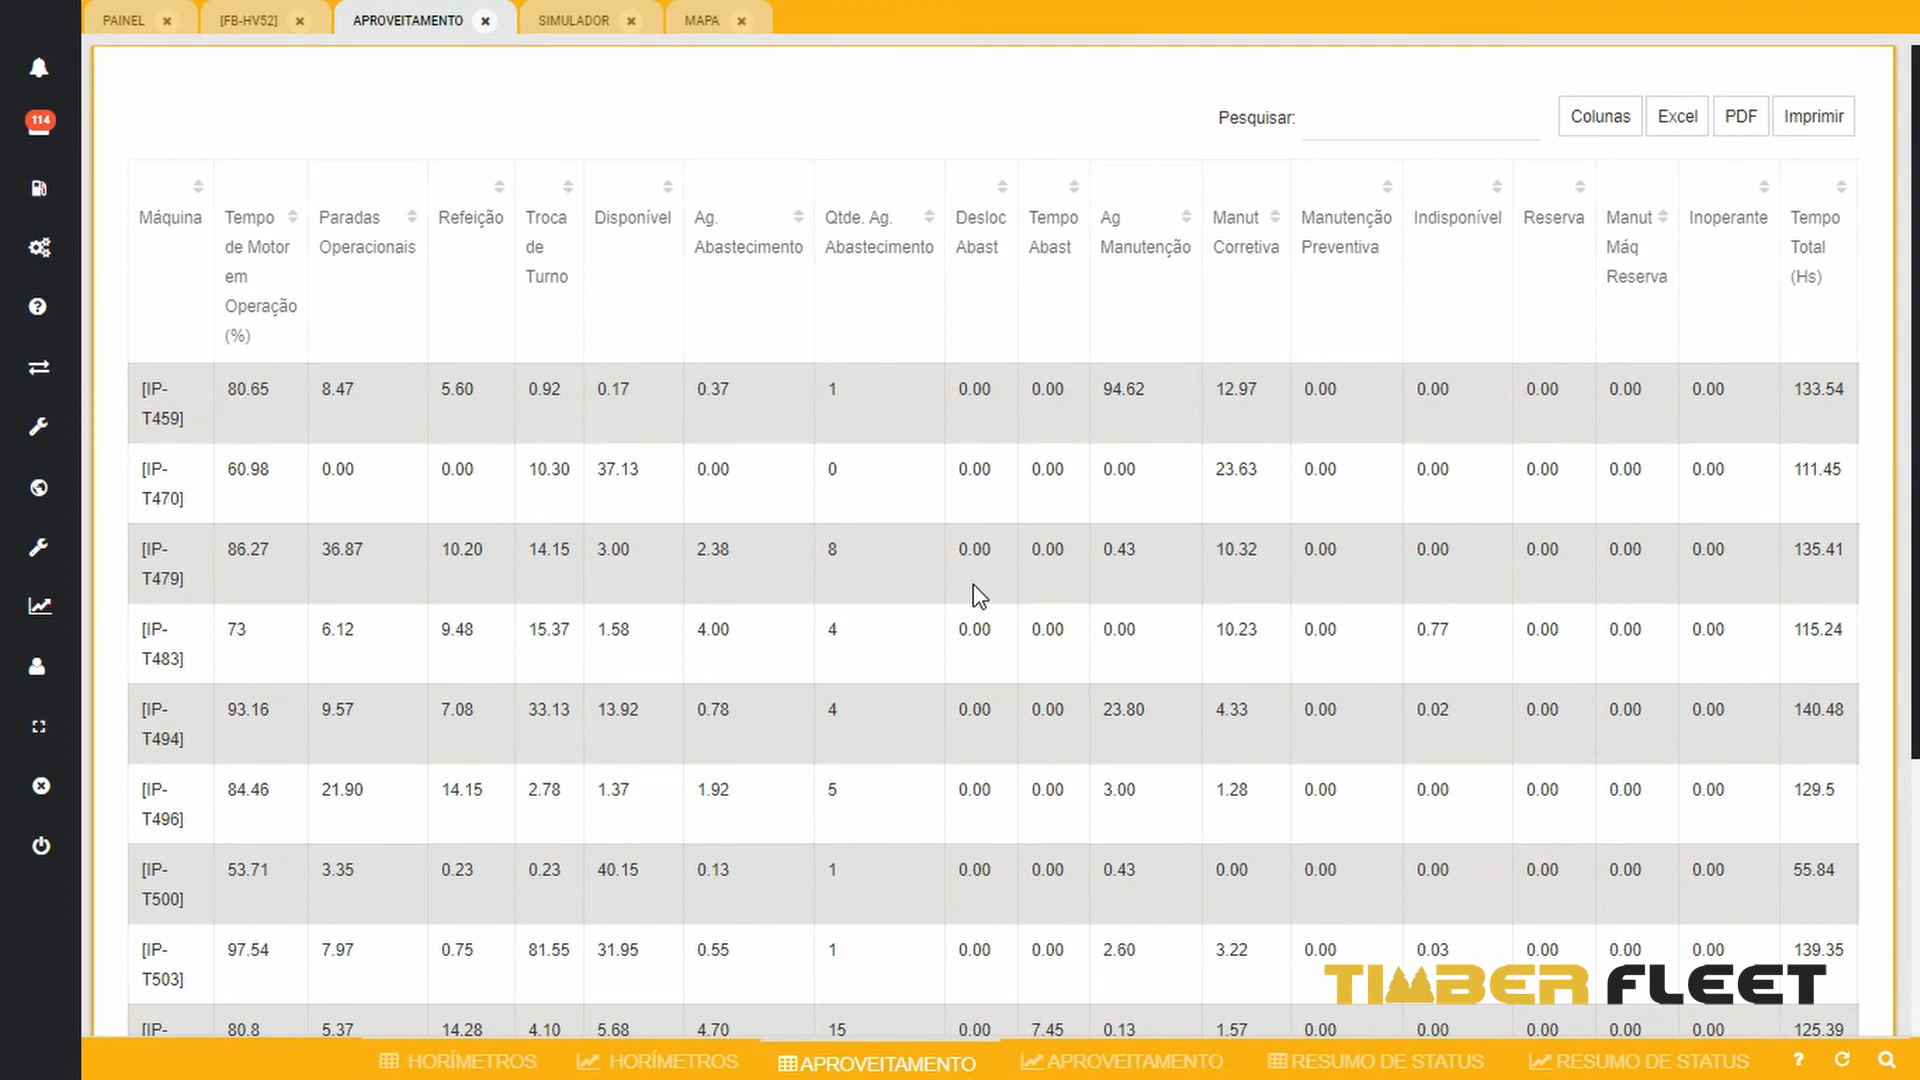 PAINEL
[FB-HV52]
APROVEITAMENTO
SIMULADOR
MAPA
114
Pesquisar:
Colunas
Excel
PDF
Imprimir
Máquina
Tempo de Motor em Operação (%)
Paradas Operacionais
Refeição
Troca de Turno
Disponível
Ag. Abastecimento
Qtde. Ag. Abastecimento
Desloc Abast
Tempo Abast
Ag Manutenção
Manut Corretiva
Manutenção Preventiva
Indisponível
Reserva
Manut Máq Reserva
Inoperante
Tempo Total (Hs)
[IP-T459] 80.65 8.47 5.60 0.92 0.17 0.37 1 0.00 0.00 94.62 12.97 0.00 0.00 0.00 0.00 0.00 133.54
[IP-T470] 60.98 0.00 0.00 10.30 37.13 0.00 0 0.00 0.00 0.00 23.63 0.00 0.00 0.00 0.00 0.00 111.45
[IP-T479] 86.27 36.87 10.20 14.15 3.00 2.38 8 0.00 0.00 0.43 10.32 0.00 0.00 0.00 0.00 0.00 135.41
[IP-T483] 73 6.12 9.48 15.37 1.58 4.00 4 0.00 0.00 0.00 10.23 0.00 0.77 0.00 0.00 0.00 115.24
[IP-T494] 93.16 9.57 7.08 33.13 13.92 0.78 4 0.00 0.00 23.80 4.33 0.00 0.02 0.00 0.00 0.00 140.48
[IP-T496] 84.46 21.90 14.15 2.78 1.37 1.92 5 0.00 0.00 3.00 1.28 0.00 0.00 0.00 0.00 0.00 129.5
[IP-T500] 53.71 3.35 0.23 0.23 40.15 0.13 1 0.00 0.00 0.43 0.00 0.00 0.00 0.00 0.00 0.00 55.84
[IP-T503] 97.54 7.97 0.75 81.55 31.95 0.55 1 0.00 0.00 2.60 3.22 0.00 0.03 0.00 0.00 0.00 139.35
[IP- 80.8 5.37 14.28 4.10 5.68 4.70 15 0.00 7.45 0.13 1.57 0.00 0.00 0.00 0.00 0.00 125.39
TIMBER FLEET
HORÍMETROS
HORÍMETROS
APROVEITAMENTO
APROVEITAMENTO
RESUMO DE STATUS
RESUMO DE STATUS
?